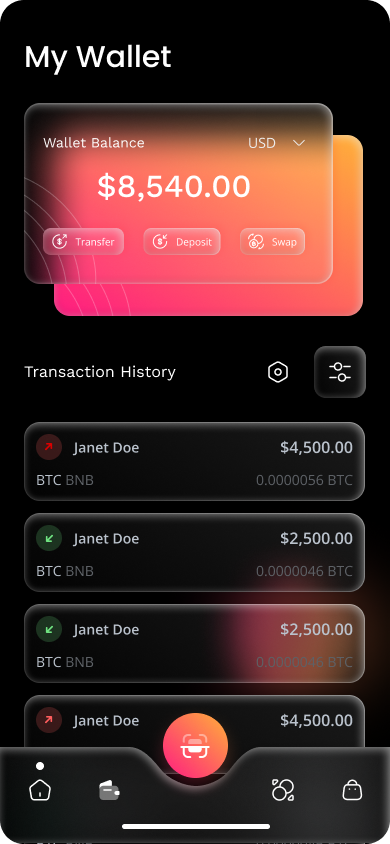 My Wallet
Wallet Balance USD
$8,540.00
Transfer Deposit Swap
Transaction History
Janet Doe $4,500.00
BTC BNB 0.0000056 BTC
Janet Doe $2,500.00
BTC BNB 0.0000046 BTC
Janet Doe $2,500.00
BTC BNB 0.0000046 BTC
Janet Doe $4,500.00